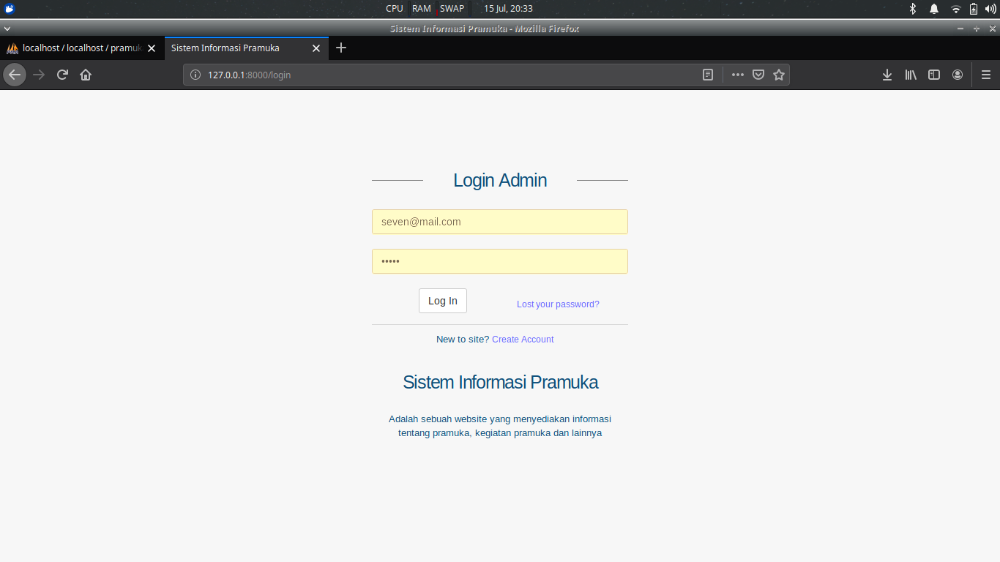 CPU RAM SWAP 15 Jul, 20:33
Sistem Informasi Pramuka - Mozilla Firefox
localhost / localhost / pramuk
Sistem Informasi Pramuka
127.0.0.1:8000/login
Login Admin
seven@mail.com
•••••
Log In
Lost your password?
New to site? Create Account
Sistem Informasi Pramuka
Adalah sebuah website yang menyediakan informasi
tentang pramuka, kegiatan pramuka dan lainnya